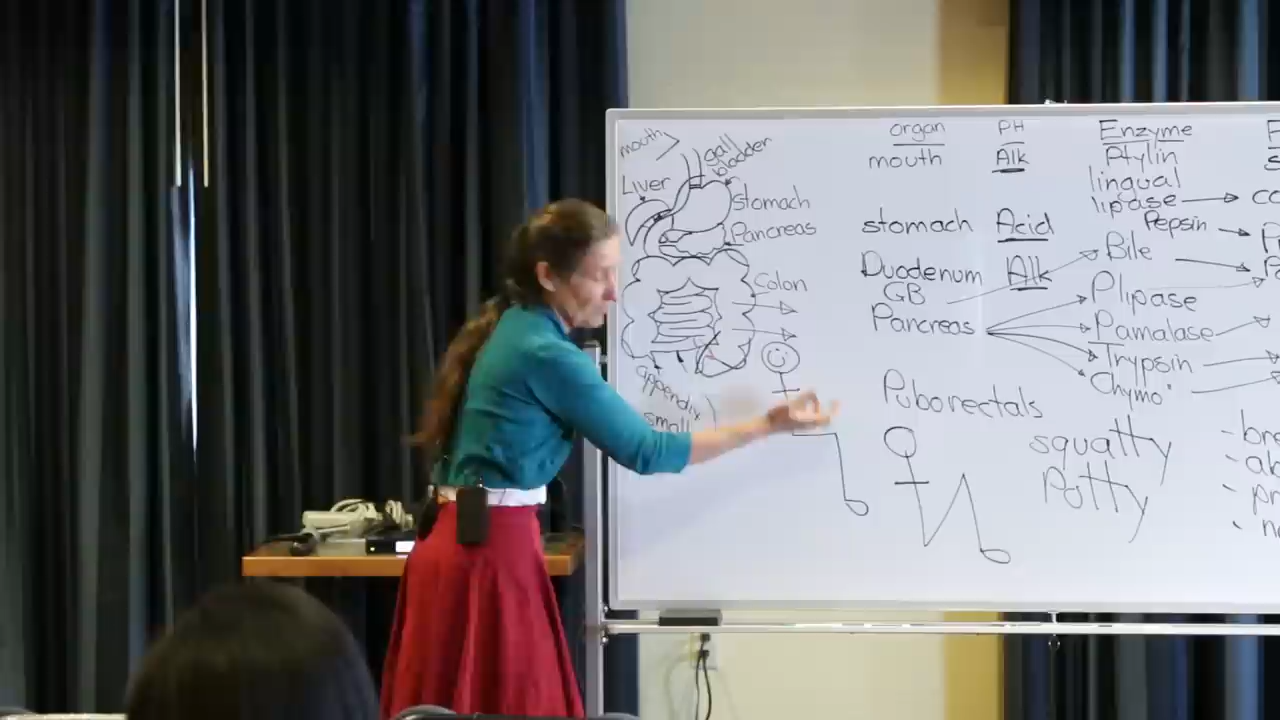 mouth
gall
bladder
Liver
stomach
Pancreas
Colon
appendix
small
organ PH Enzyme
mouth Alk Ptylin
lingual
lipase
stomach Acid Pepsin
Duodenum Alk Bile
GB
Plipase
Pancreas Pamalase
Trypsin
Chymo'
Puborectals
squatty
Potty